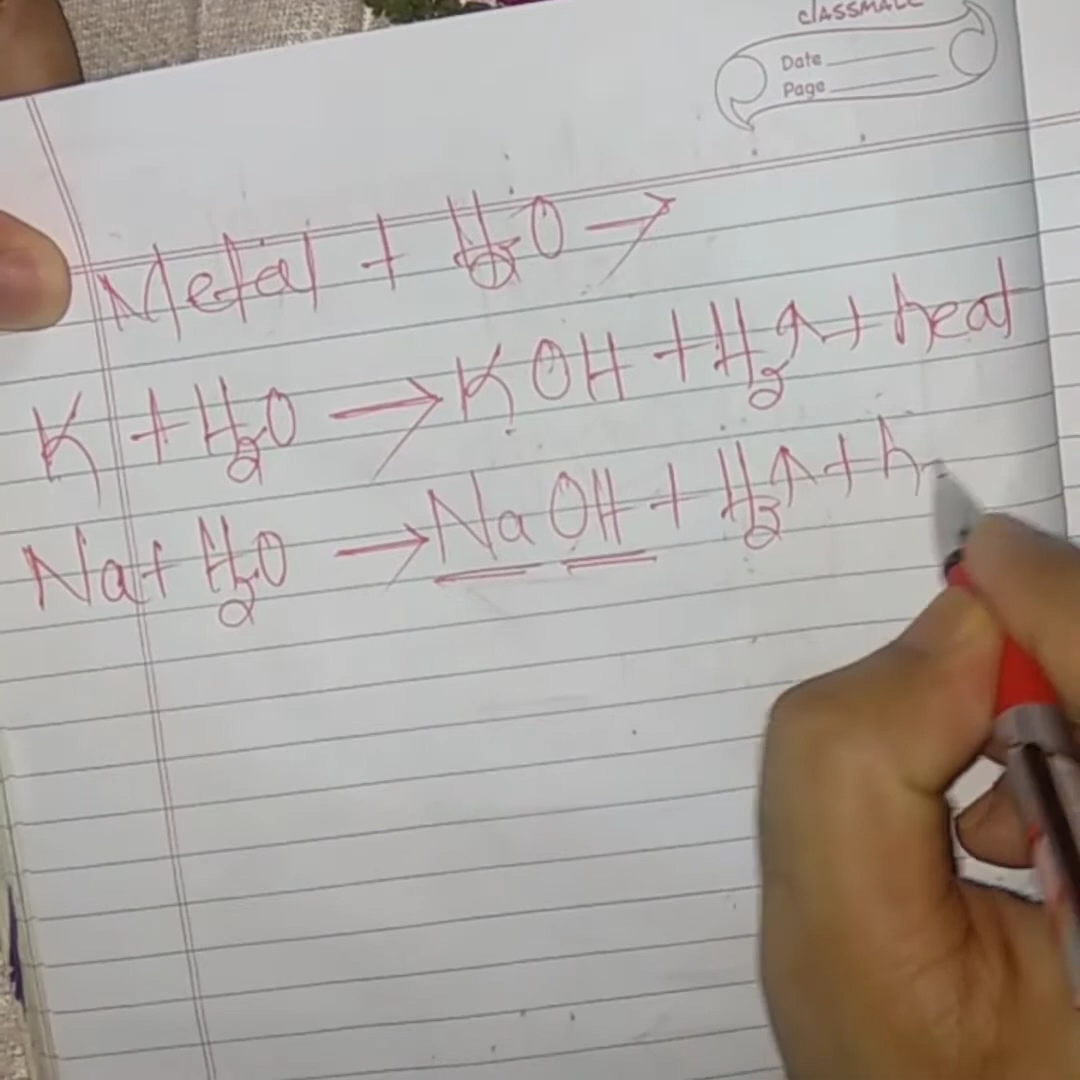 classmate
Date
Page
Metal + H₂O →
K + H₂O → KOH + H₂↑ + heat
Na + H₂O → NaOH + H₂↑ + h